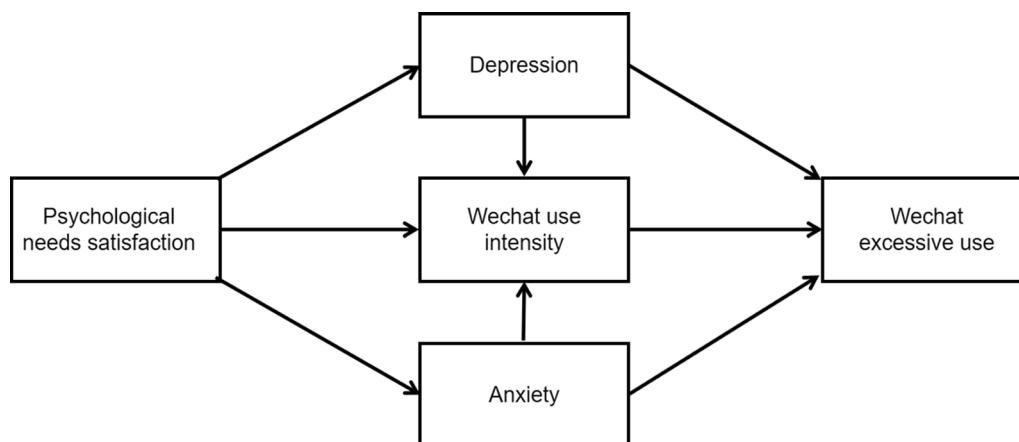 Depression
Psychological
needs satisfaction
Wechat use
intensity
Wechat
excessive use
Anxiety